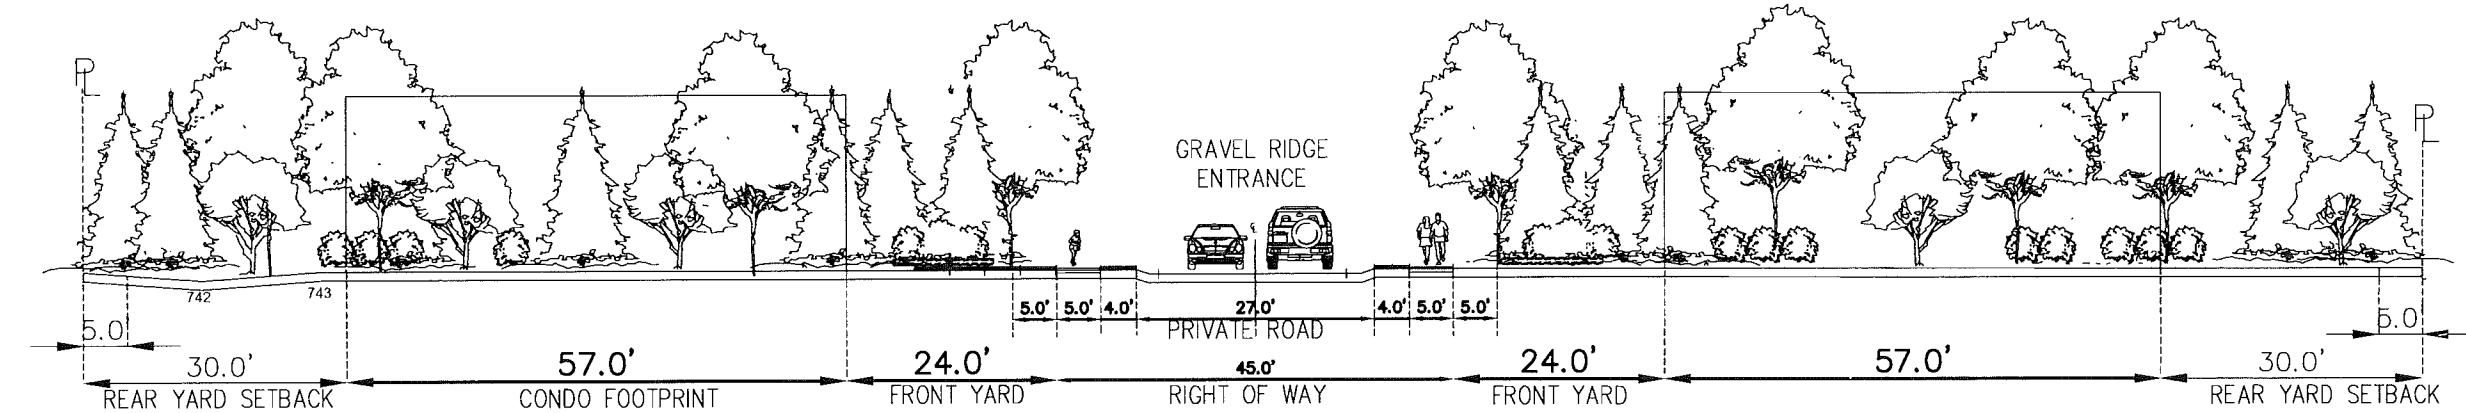 PL
PL
GRAVEL RIDGE
ENTRANCE
742
743
5.0' 5.0' 4.0' 27.0' 4.0' 5.0' 5.0'
PRIVATE ROAD
5.0'
5.0'
30.0' 57.0' 24.0' 45.0' 24.0' 57.0' 30.0'
REAR YARD SETBACK CONDO FOOTPRINT FRONT YARD RIGHT OF WAY FRONT YARD REAR YARD SETBACK